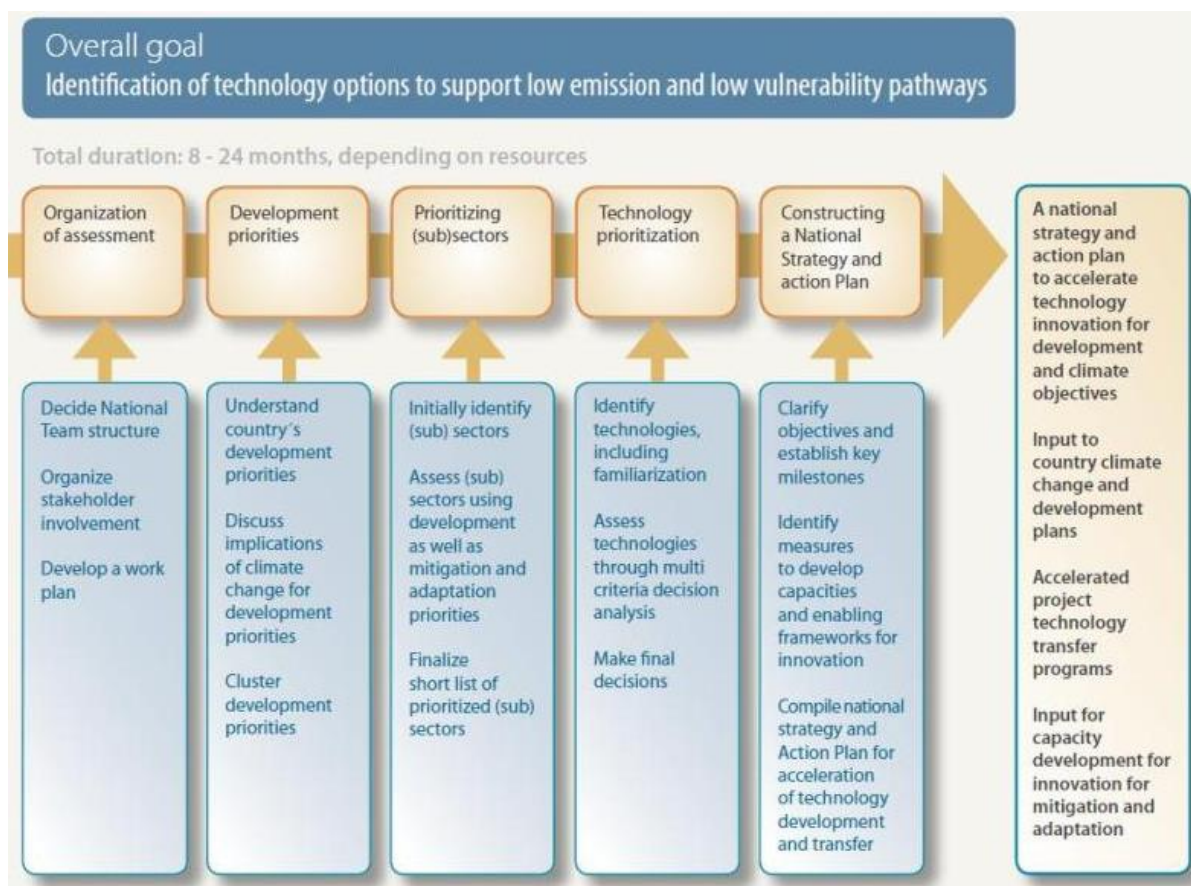 Overall goal
Identification of technology options to support low emission and low vulnerability pathways
Total duration: 8 - 24 months, depending on resources
Organization
of assessment
Development
priorities
Prioritizing
(sub)sectors
Technology
prioritization
Constructing
a National
Strategy and
action Plan
Decide National
Team structure
Organize
stakeholder
involvement
Develop a work
plan
Understand
country´s
development
priorities
Discuss
implications
of climate
change for
development
priorities
Cluster
development
priorities
Initially identify
(sub) sectors
Assess (sub)
sectors using
development
as well as
mitigation and
adaptation
priorities
Finalize
short list of
prioritized (sub)
sectors
Identify
technologies,
including
familiarization
Assess
technologies
through multi
criteria decision
analysis
Make final
decisions
Clarify
objectives and
establish key
milestones
Identify
measures
to develop
capacities
and enabling
frameworks for
innovation
Compile national
strategy and
Action Plan for
acceleration
of technology
development
and transfer
A national
strategy and
action plan
to accelerate
technology
innovation for
development
and climate
objectives
Input to
country climate
change and
development
plans
Accelerated
project
technology
transfer
programs
Input for
capacity
development for
innovation for
mitigation and
adaptation